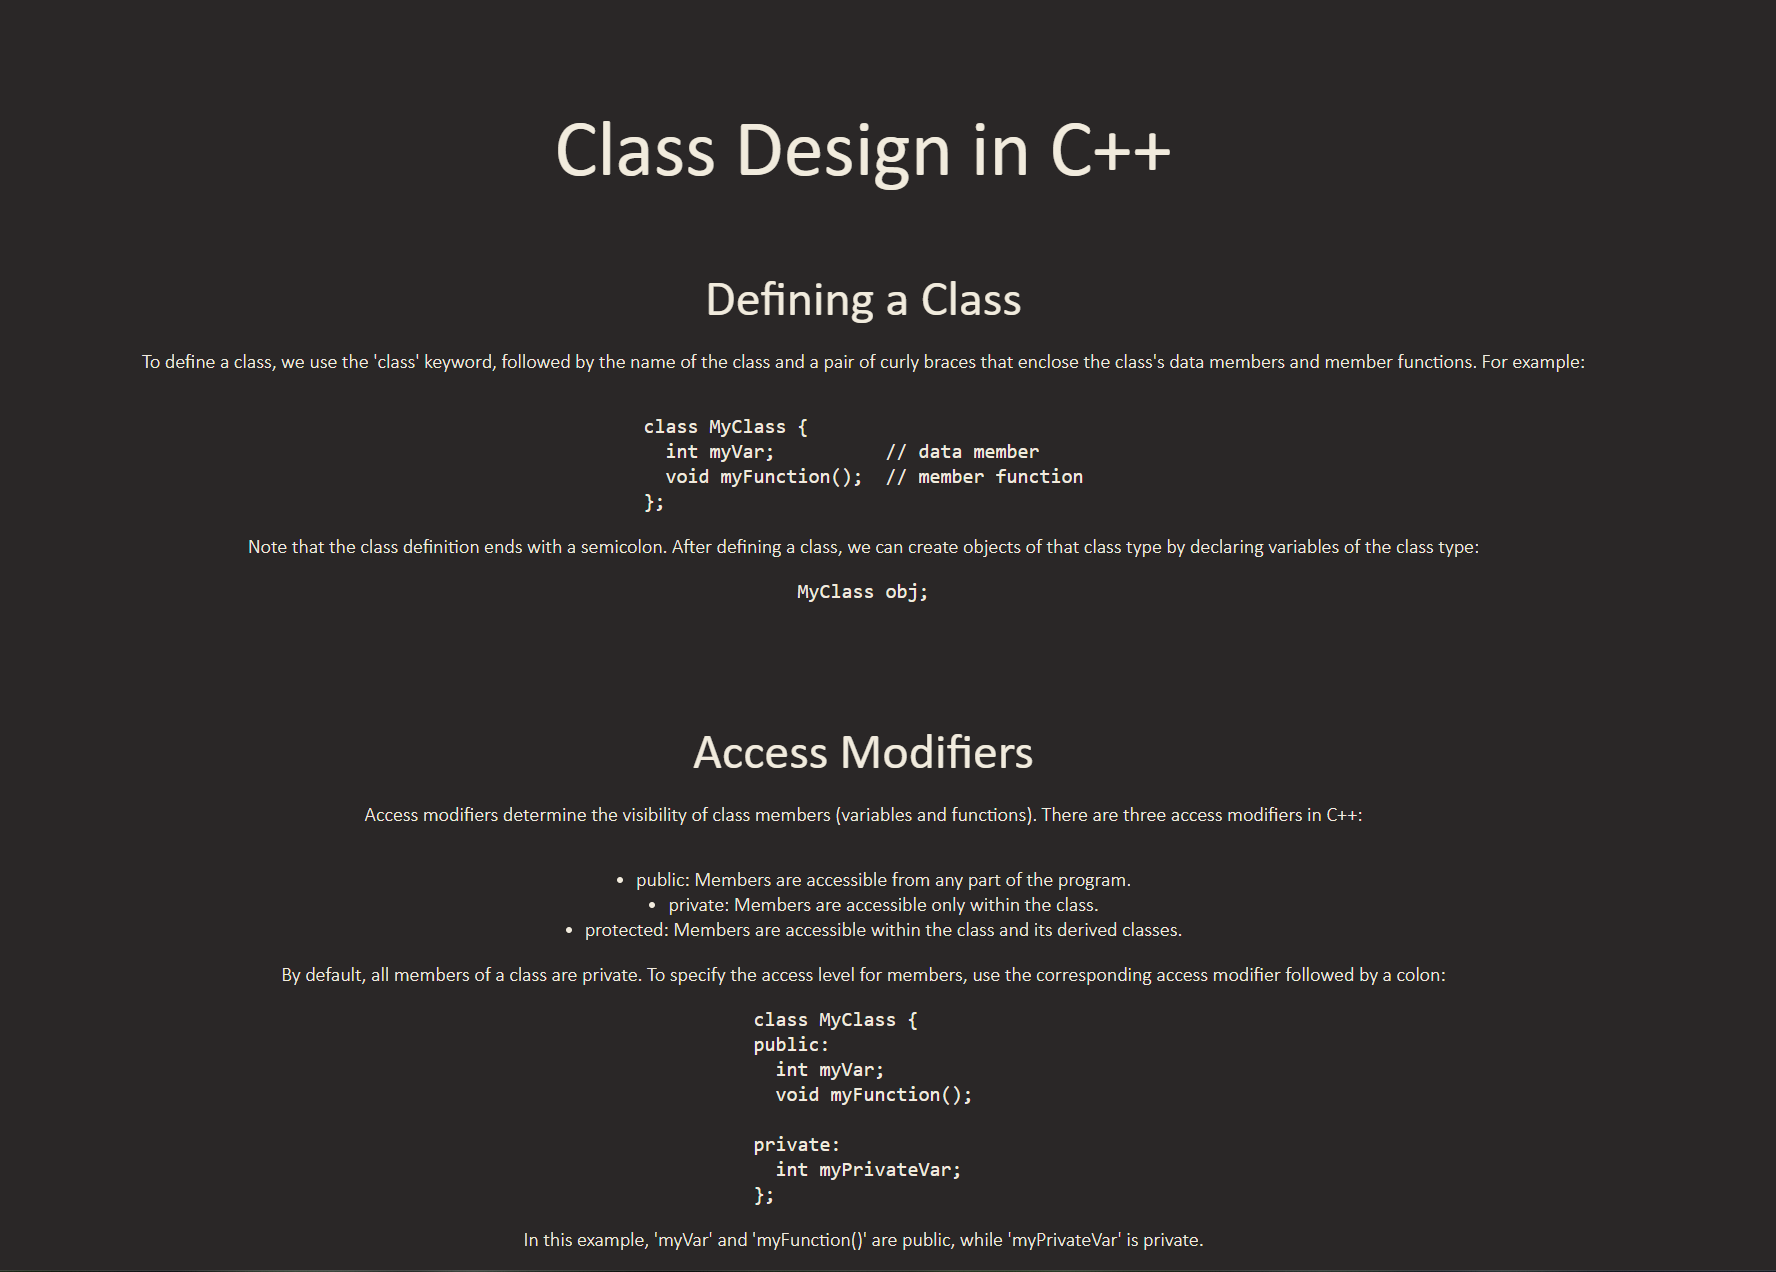 Class Design in C++
Defining a Class
To define a class, we use the 'class' keyword, followed by the name of the class and a pair of curly braces that enclose the class's data members and member functions. For example:
class MyClass {
  int myVar;          // data member
  void myFunction();  // member function
};
Note that the class definition ends with a semicolon. After defining a class, we can create objects of that class type by declaring variables of the class type:
MyClass obj;
Access Modifiers
Access modifiers determine the visibility of class members (variables and functions). There are three access modifiers in C++:
• public: Members are accessible from any part of the program.
• private: Members are accessible only within the class.
• protected: Members are accessible within the class and its derived classes.
By default, all members of a class are private. To specify the access level for members, use the corresponding access modifier followed by a colon:
class MyClass {
public:
  int myVar;
  void myFunction();
private:
  int myPrivateVar;
};
In this example, 'myVar' and 'myFunction()' are public, while 'myPrivateVar' is private.